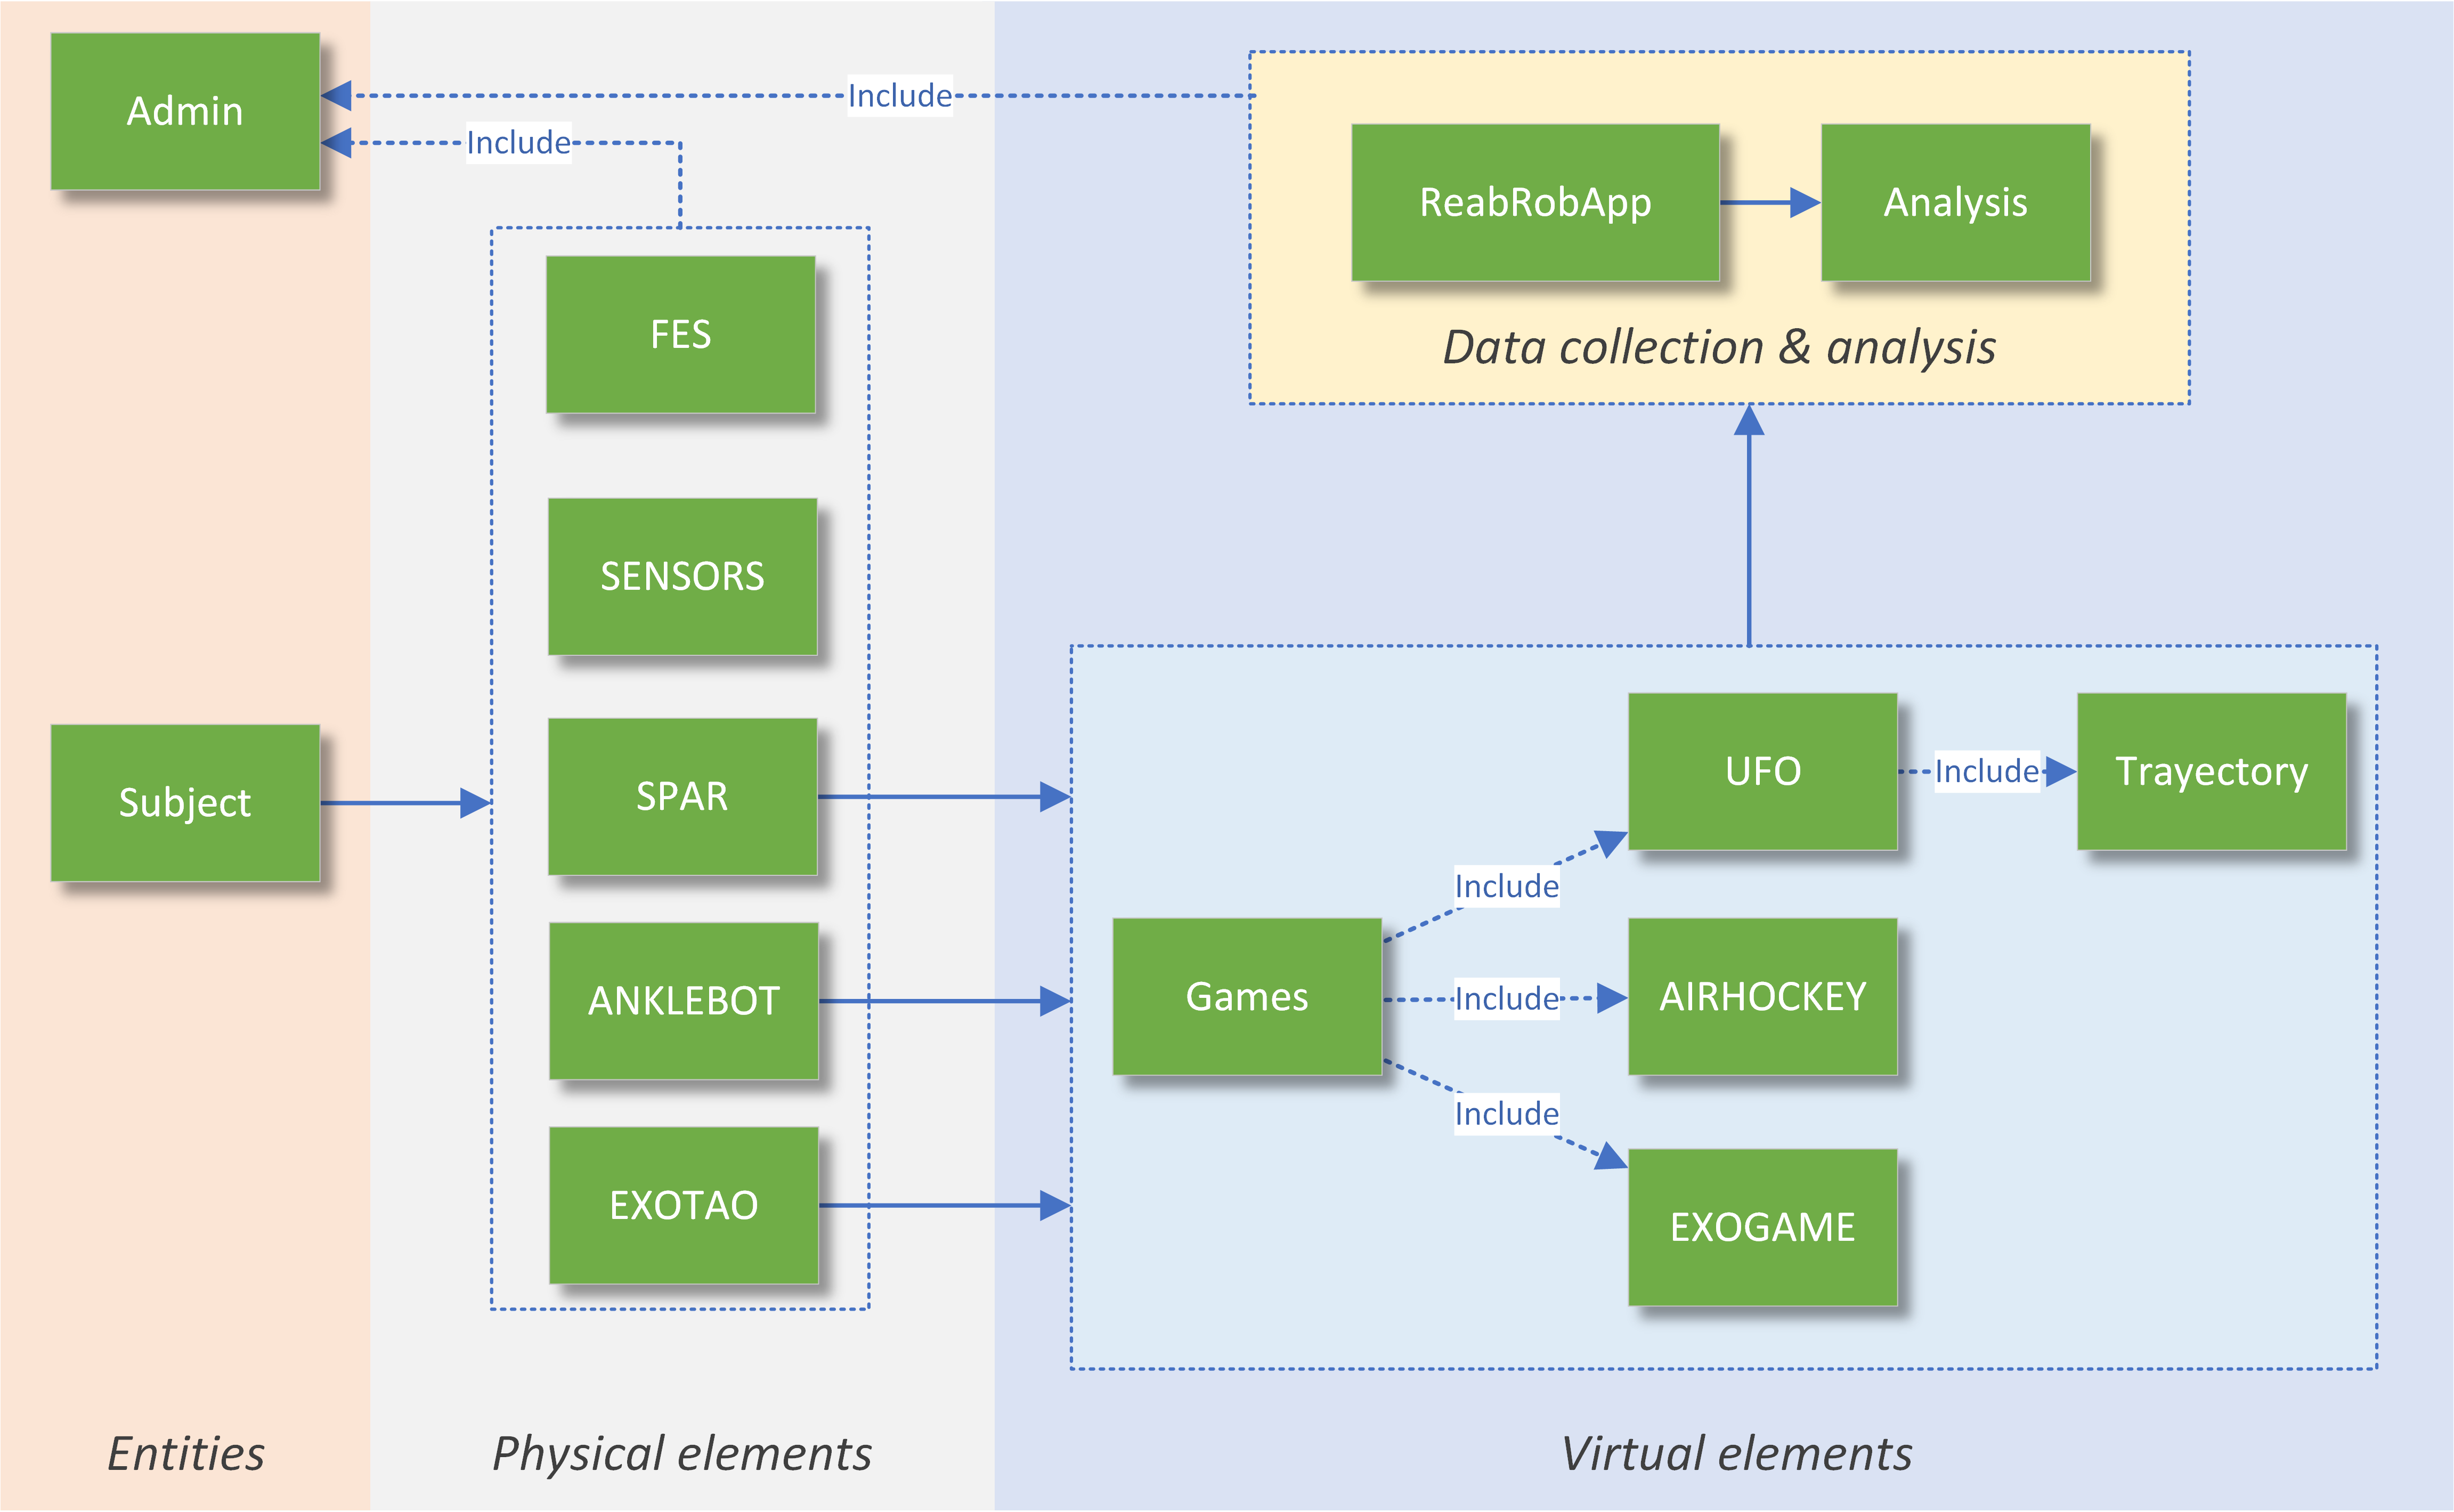 Admin
Include
Include
ReabRobApp
Analysis
Data collection & analysis
FES
SENSORS
Subject
SPAR
ANKLEBOT
EXOTAO
UFO
Include
Trayectory
Include
Games
Include
AIRHOCKEY
Include
EXOGAME
Entities
Physical elements
Virtual elements